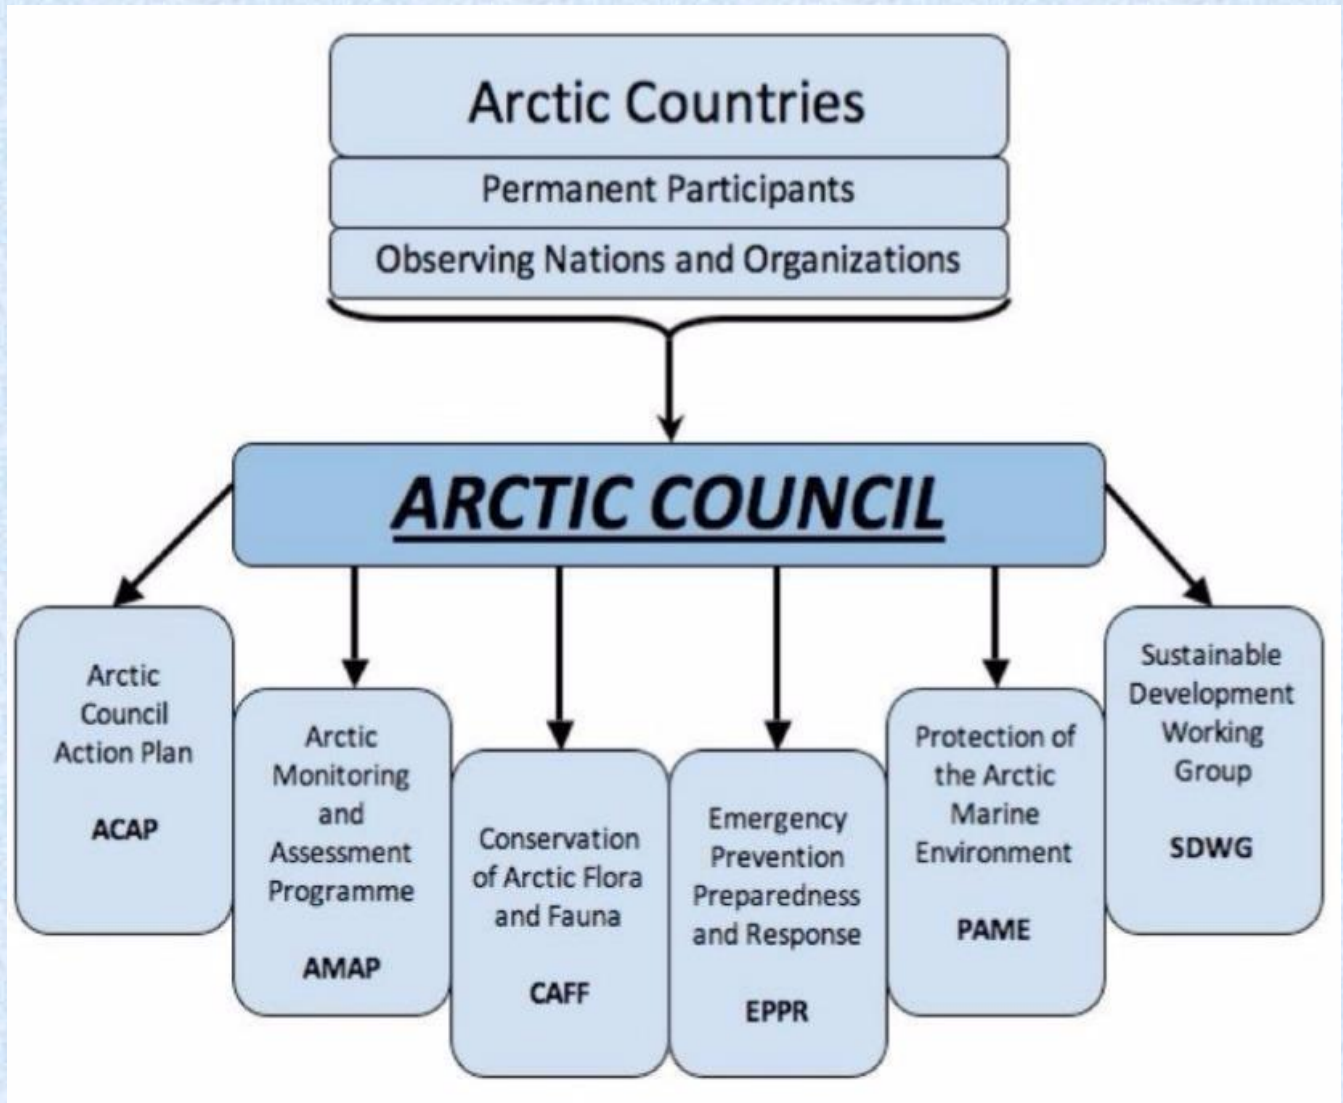 Arctic Countries
Permanent Participants
Observing Nations and Organizations
ARCTIC COUNCIL
Arctic
Council
Action Plan
ACAP
Arctic
Monitoring
and
Assessment
Programme
AMAP
Conservation
of Arctic Flora
and Fauna
CAFF
Emergency
Prevention
Preparedness
and Response
EPPR
Protection of
the Arctic
Marine
Environment
PAME
Sustainable
Development
Working
Group
SDWG